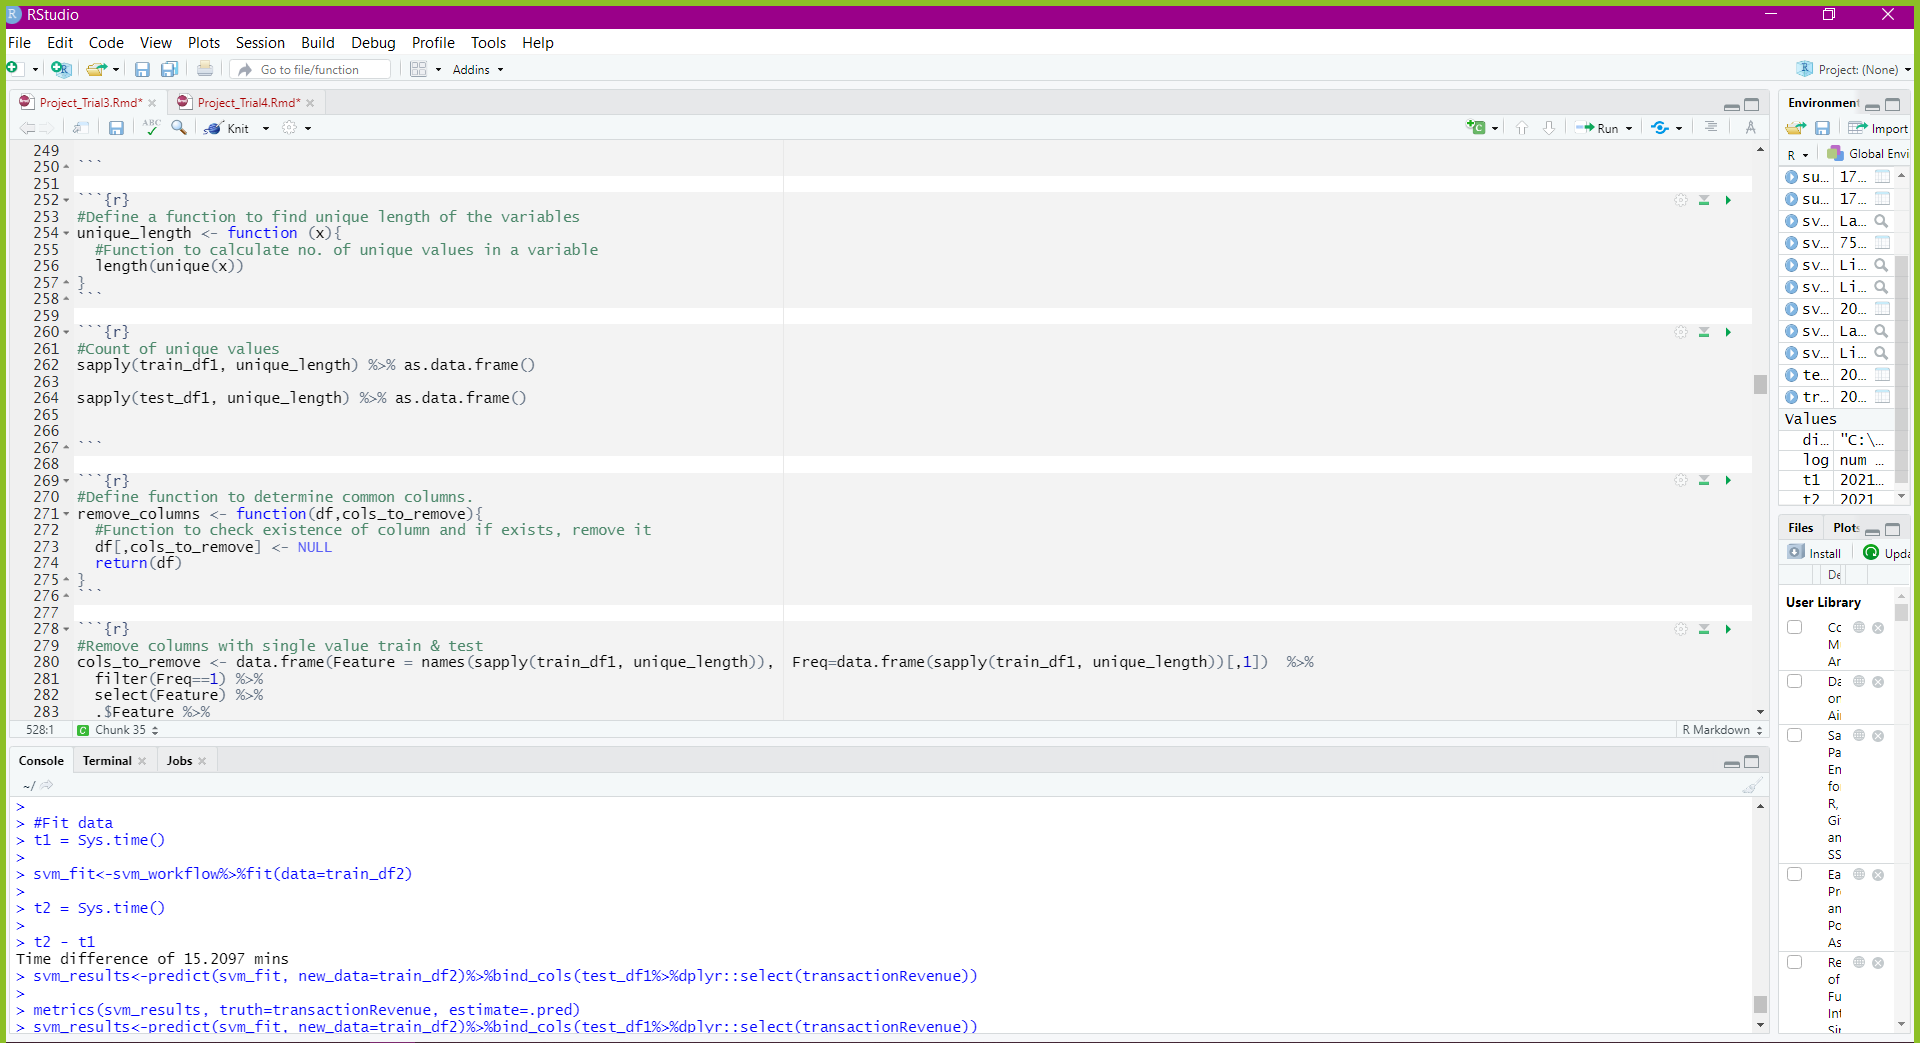 RStudio
File Edit Code View Plots Session Build Debug Profile Tools Help
Go to file/function Addins Project: (None)
Project_Trial3.Rmd* Project_Trial4.Rmd*
ABC Knit Run
249
250 ```
251
252 ```{r}
253 #Define a function to find unique length of the variables
254 unique_length <- function (x){
255 #Function to calculate no. of unique values in a variable
256 length(unique(x))
257 }
258 ```
259
260 ```{r}
261 #Count of unique values
262 sapply(train_df1, unique_length) %>% as.data.frame()
263
264 sapply(test_df1, unique_length) %>% as.data.frame()
265
266
267 ```
268
269 ```{r}
270 #Define function to determine common columns.
271 remove_columns <- function(df,cols_to_remove){
272 #Function to check existence of column and if exists, remove it
273 df[,cols_to_remove] <- NULL
274 return(df)
275 }
276 ```
277
278 ```{r}
279 #Remove columns with single value train & test
280 cols_to_remove <- data.frame(Feature = names(sapply(train_df1, unique_length)), Freq=data.frame(sapply(train_df1, unique_length))[,1]) %>%
281 filter(Freq==1) %>%
282 select(Feature) %>%
283 .$Feature %>%
528:1 Chunk 35 R Markdown
Console Terminal Jobs
~/
>
> #Fit data
> t1 = Sys.time()
>
> svm_fit<-svm_workflow%>%fit(data=train_df2)
>
> t2 = Sys.time()
>
> t2 - t1
Time difference of 15.2097 mins
> svm_results<-predict(svm_fit, new_data=train_df2)%>%bind_cols(test_df1%>%dplyr::select(transactionRevenue))
>
> metrics(svm_results, truth=transactionRevenue, estimate=.pred)
> svm_results<-predict(svm_fit, new_data=train_df2)%>%bind_cols(test_df1%>%dplyr::select(transactionRevenue))
Environmen
Import
R Global Envi
su... 17...
su... 17...
sv... La...
sv... 75...
sv... Li...
sv... Li...
sv... 20...
sv... La...
sv... Li...
te... 20...
tr... 20...
Values
di... "C:\...
log num ...
t1 2021...
t2 2021
Files Plot
Install Upda
De
User Library
Co
Mi
Ar
Da
on
Ai
Sa
Pa
En
fo
R,
Gi
an
SS
Ea
Pr
an
Po
As
Re
of
Fu
Int
Sir